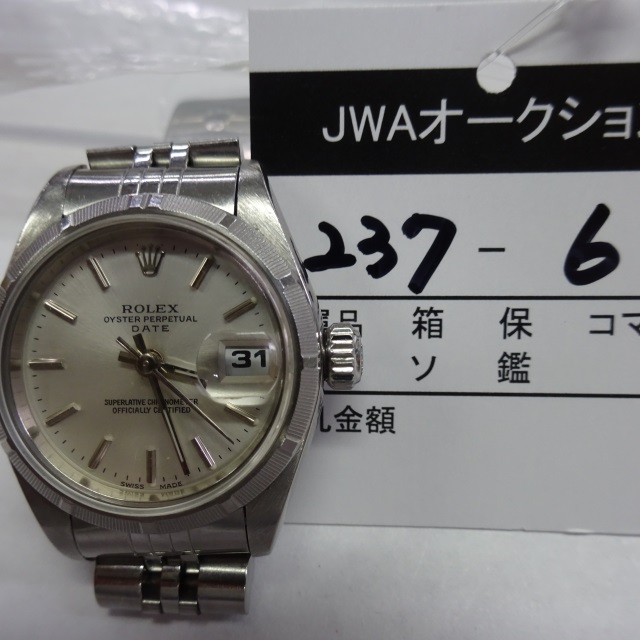 JWAオークショ
237-6
品 箱 保 コマ
ソ 鑑
札金額
ROLEX
OYSTER PERPETUAL
DATE
31
SUPERLATIVE CHRONOMETER
OFFICIALLY CERTIFIED
SWISS MADE